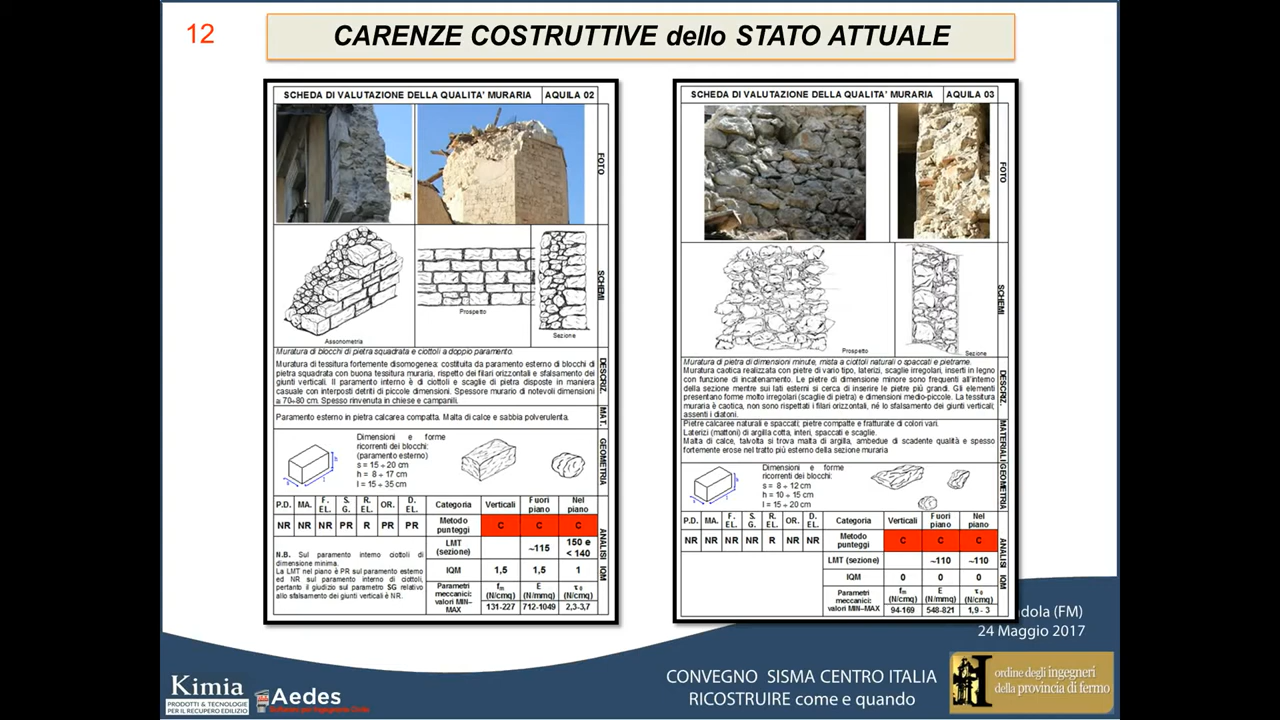 12
CARENZE COSTRUTTIVE dello STATO ATTUALE
SCHEDA DI VALUTAZIONE DELLA QUALITA' MURARIA
AQUILA 02
FOTO
SCHEMI
Assonometria
Prospetto
Sezione
DESCRIZ.
Muratura di blocchi di pietra squadrata e ciottoli a doppio paramento.
Muratura di tessitura fortemente disomogena: costituita da paramento esterno di blocchi di
pietra squadrata con buona tessitura muraria, rispetto dei filari orizzontali e sfalsamento dei
giunti verticali. Il paramento interno è di ciottoli e scaglie di pietra disposte in maniera
casuale con interposti detriti di piccole dimensioni. Spessore murario di notevoli dimensioni
a 70÷80 cm. Spesso rinvenuta in chiese e campanili.
MAT.
Paramento esterno in pietra calcarea compatta. Malta di calce e sabbia polverulenta.
GEOMETRIA
Dimensioni e forme
ricorrenti dei blocchi:
(paramento esterno)
s = 15 ÷ 20 cm
h = 8 ÷ 17 cm
l = 15 ÷ 35 cm
P.D. MA. F. EL. S. G. R. EL. OR. D. EL. Categoria Verticali Fuori piano Nel piano
NR NR NR PR R PR PR Metodo punteggi C C C
ANALISI IQM
N.B. Sul paramento interno ciottoli di
dimensione minima.
La LMT nel piano è PR sul paramento esterno
ed NR sul paramento interno di ciottoli,
pertanto il giudizio sul parametro SG relativo
allo sfalsamento dei giunti verticali è NR.
LMT (sezione) ~115 150 e < 140
IQM 1,5 1,5 1
Parametri meccanici: valori MIN–MAX
fm (N/cmq) E (N/mmq) τ0 (N/cmq)
131-227 712-1049 2,3-3,7
SCHEDA DI VALUTAZIONE DELLA QUALITA' MURARIA
AQUILA 03
FOTO
SCHEMI
Prospetto
Sezione
DESCRIZ.
Muratura di pietra di dimensioni minute, mista a ciottoli naturali o spaccati e pietrame.
Muratura caotica realizzata con pietre di vario tipo, laterizi, scaglie irregolari, inserti in legno
con funzione di incatenamento. Le pietre di dimensione minore sono frequenti all'interno
della sezione mentre sui lati esterni si cerca di inserire le pietre più grandi. Gli elementi
presentano forme molto irregolari (scaglie di pietra) e dimensioni medio-piccole. La tessitura
muraria è caotica, non sono rispettati i filari orizzontali, né lo sfalsamento dei giunti verticali;
assenti i diatoni.
MATERIALI
Pietre calcaree naturali e spaccati; pietre compatte e fratturate di colori vari.
Laterizi (mattoni) di argilla cotta, interi, spaccati e scaglie.
Malta di calce, talvolta si trova malta di argilla, ambedue di scadente qualità e spesso
fortemente erose nel tratto più esterno della sezione muraria
GEOMETRIA
Dimensioni e forme
ricorrenti dei blocchi:
s = 8 ÷ 12 cm
h = 10 ÷ 15 cm
l = 15 ÷ 20 cm
P.D. MA. F. EL. S. G. R. EL. OR. D. EL. Categoria Verticali Fuori piano Nel piano
NR NR NR NR R NR NR Metodo punteggi C C C
ANALISI IQM
LMT (sezione) ~110 ~110
IQM 0 0 0
Parametri meccanici: valori MIN–MAX
fm (N/cmq) E (N/mmq) τ0 (N/cmq)
94-169 548-821 1,9 - 3
(FM)
24 Maggio 2017
CONVEGNO SISMA CENTRO ITALIA
RICOSTRUIRE come e quando
Kimia
PRODOTTI & TECNOLOGIE
PER IL RECUPERO EDILIZIO
Aedes
ordine degli ingegneri
della provincia di fermo